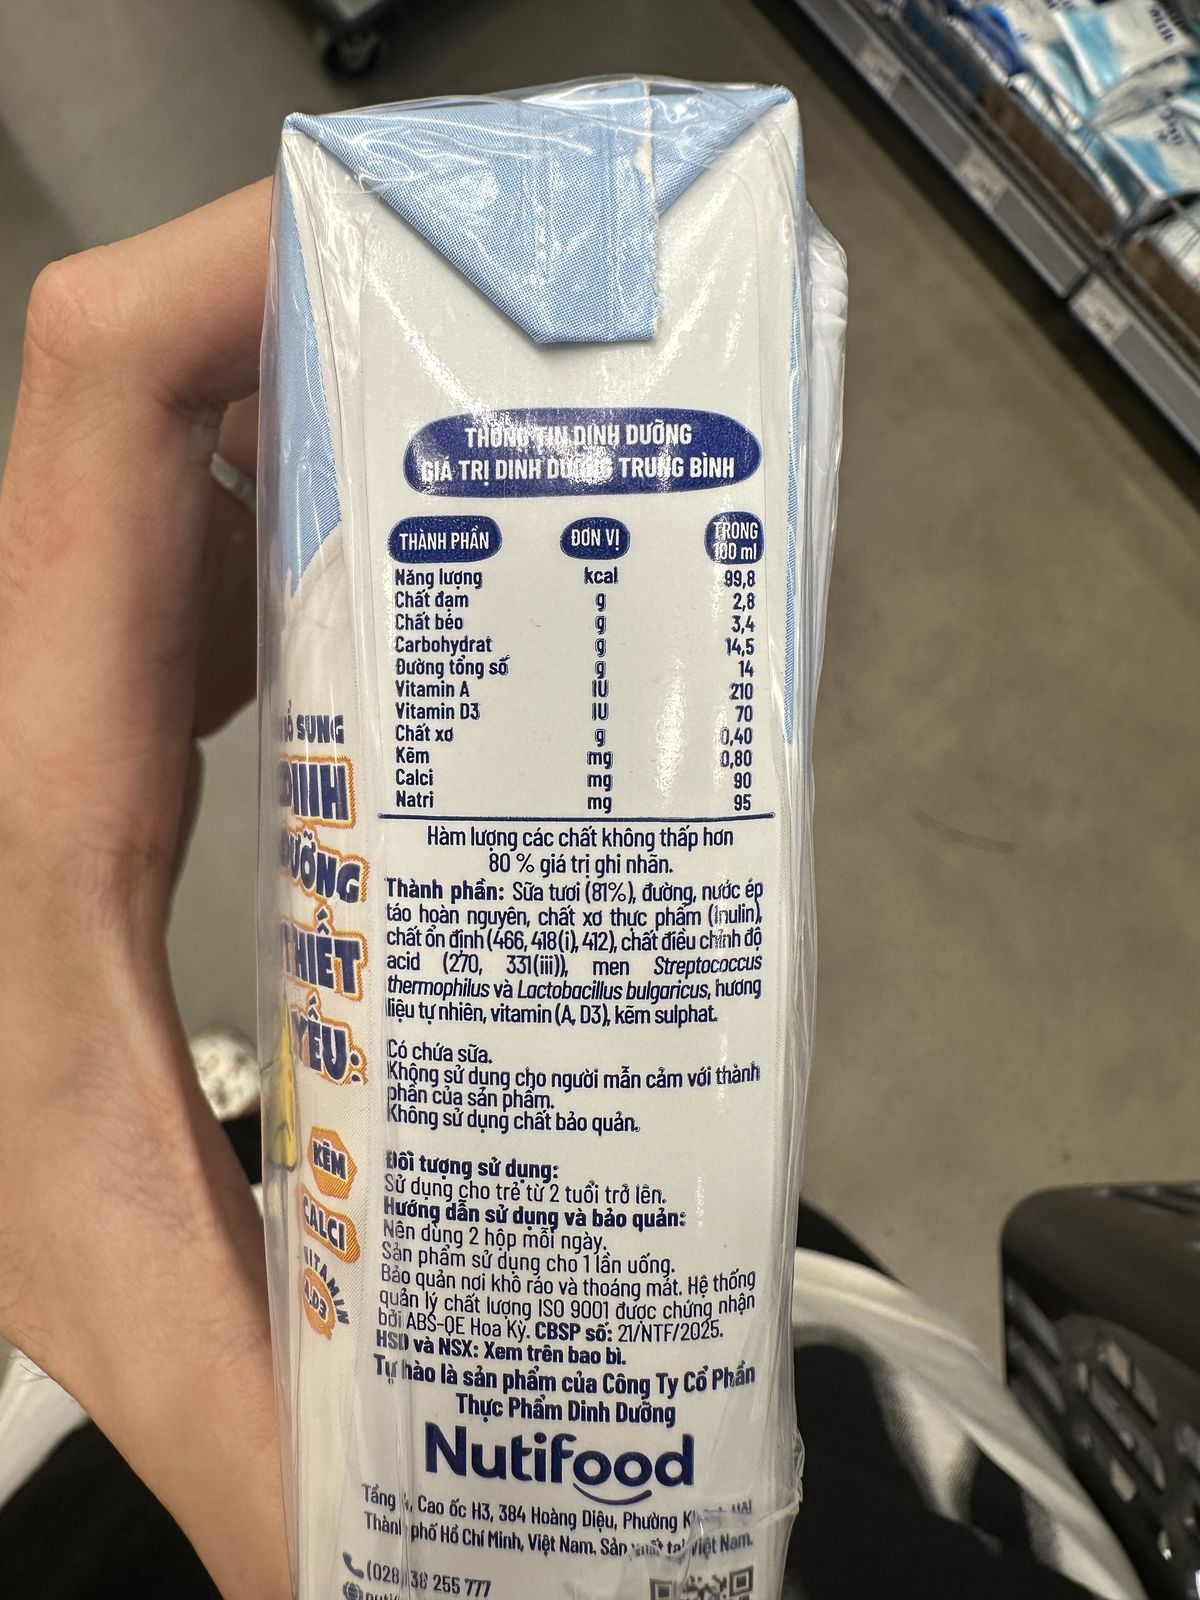 THÔNG TIN DINH DƯỠNG
GIÁ TRỊ DINH DƯỠNG TRUNG BÌNH
THÀNH PHẦN ĐƠN VỊ TRONG 100 ml
Năng lượng kcal 99,8
Chất đạm g 2,8
Chất béo g 3,4
Carbohydrat g 14,5
Đường tổng số g 14
Vitamin A IU 210
Vitamin D3 IU 70
Chất xơ g 0,40
Kẽm mg 0,80
Calci mg 90
Natri mg 95
Hàm lượng các chất không thấp hơn
80 % giá trị ghi nhãn.
Thành phần: Sữa tươi (81%), đường, nước ép
táo hoàn nguyên, chất xơ thực phẩm (Inulin),
chất ổn định (466, 418(i), 412), chất điều chỉnh độ
acid (270, 331(iii)), men Streptococcus
thermophilus và Lactobacillus bulgaricus, hương
liệu tự nhiên, vitamin (A, D3), kẽm sulphat.
Có chứa sữa.
Không sử dụng cho người mẫn cảm với thành
phần của sản phẩm.
Không sử dụng chất bảo quản.
Đối tượng sử dụng:
Sử dụng cho trẻ từ 2 tuổi trở lên.
Hướng dẫn sử dụng và bảo quản:
Nên dùng 2 hộp mỗi ngày.
Sản phẩm sử dụng cho 1 lần uống.
Bảo quản nơi khô ráo và thoáng mát. Hệ thống
quản lý chất lượng ISO 9001 được chứng nhận
bởi ABS-QE Hoa Kỳ. CBSP số: 21/NTF/2025.
HSD và NSX: Xem trên bao bì.
Tự hào là sản phẩm của Công Ty Cổ Phần
Thực Phẩm Dinh Dưỡng
Nutifood
Tầng , Cao ốc H3, 384 Hoàng Diệu, Phường
Thành phố Hồ Chí Minh, Việt Nam. Sản xuất tại Việt Nam.
(028) 38 255 777
BỔ SUNG
DƯỠNG
THIẾT
YẾU
KẼM
CALCI
VITAMIN
A,D3